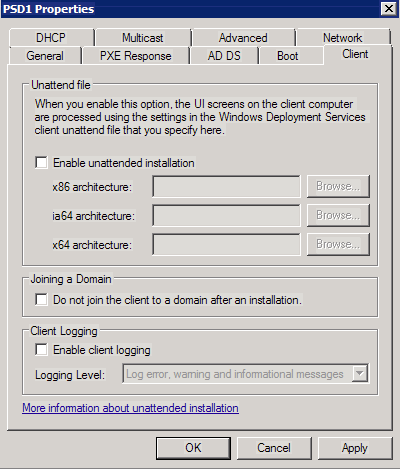 PSD1 Properties
DHCP Multicast Advanced Network
General PXE Response AD DS Boot Client
Unattend file
When you enable this option, the UI screens on the client computer
are processed using the settings in the Windows Deployment Services
client unattend file that you specify here.
Enable unattended installation
x86 architecture: Browse...
ia64 architecture: Browse...
x64 architecture: Browse...
Joining a Domain
Do not join the client to a domain after an installation.
Client Logging
Enable client logging
Logging Level: Log error, warning and informational messages
More information about unattended installation
OK Cancel Apply